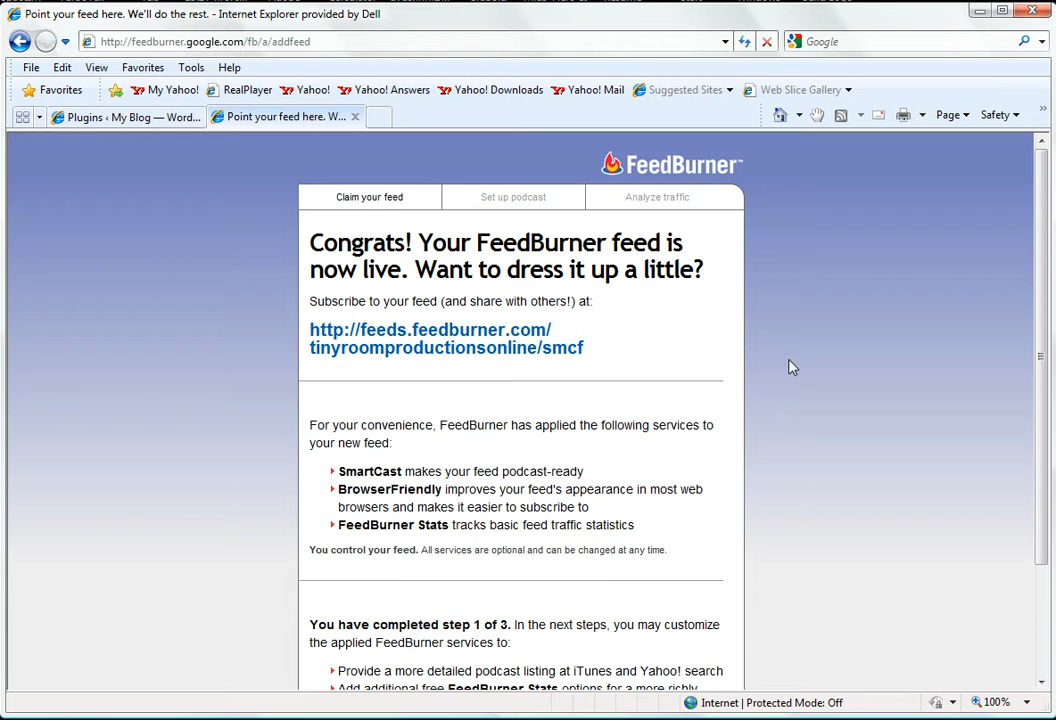 Point your feed here. We'll do the rest. - Internet Explorer provided by Dell
http://feedburner.google.com/fb/a/addfeed
Google
File Edit View Favorites Tools Help
Favorites My Yahoo! RealPlayer Yahoo! Yahoo! Answers Yahoo! Downloads Yahoo! Mail Suggested Sites Web Slice Gallery
Plugins ‹ My Blog — Word... Point your feed here. W... Page Safety
FeedBurner™
Claim your feed Set up podcast Analyze traffic
Congrats! Your FeedBurner feed is
now live. Want to dress it up a little?
Subscribe to your feed (and share with others!) at:
http://feeds.feedburner.com/
tinyroomproductionsonline/smcf
For your convenience, FeedBurner has applied the following services to
your new feed:
SmartCast makes your feed podcast-ready
BrowserFriendly improves your feed's appearance in most web
browsers and makes it easier to subscribe to
FeedBurner Stats tracks basic feed traffic statistics
You control your feed. All services are optional and can be changed at any time.
You have completed step 1 of 3. In the next steps, you may customize
the applied FeedBurner services to:
Provide a more detailed podcast listing at iTunes and Yahoo! search
Add additional free FeedBurner Stats options for a more richly
Internet | Protected Mode: Off 100%